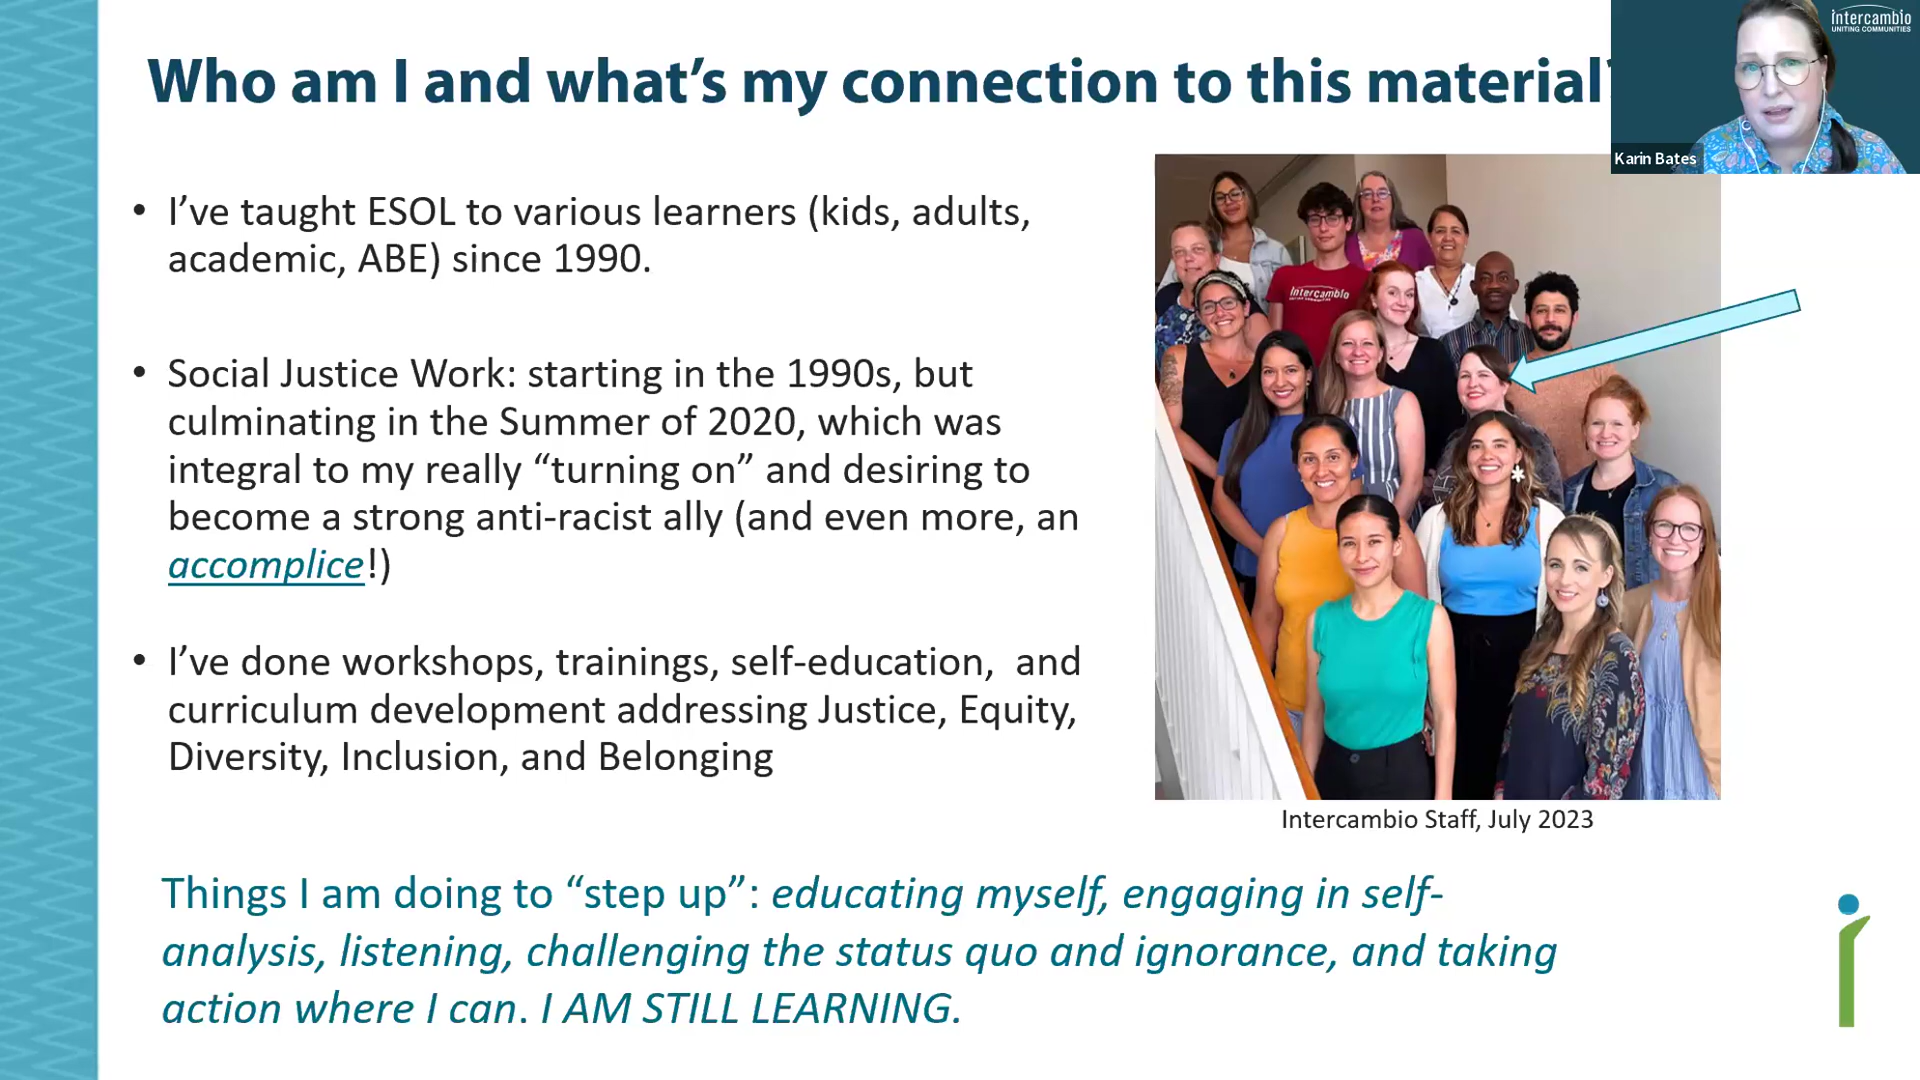 Who am I and what’s my connection to this material?
intercambio
UNITING COMMUNITIES
Karin Bates
• I’ve taught ESOL to various learners (kids, adults,
academic, ABE) since 1990.
• Social Justice Work: starting in the 1990s, but
culminating in the Summer of 2020, which was
integral to my really “turning on” and desiring to
become a strong anti-racist ally (and even more, an
accomplice!)
• I’ve done workshops, trainings, self-education,  and
curriculum development addressing Justice, Equity,
Diversity, Inclusion, and Belonging
intercambio
UNITING COMMUNITIES
Intercambio Staff, July 2023
Things I am doing to “step up”: educating myself, engaging in self-
analysis, listening, challenging the status quo and ignorance, and taking
action where I can. I AM STILL LEARNING.